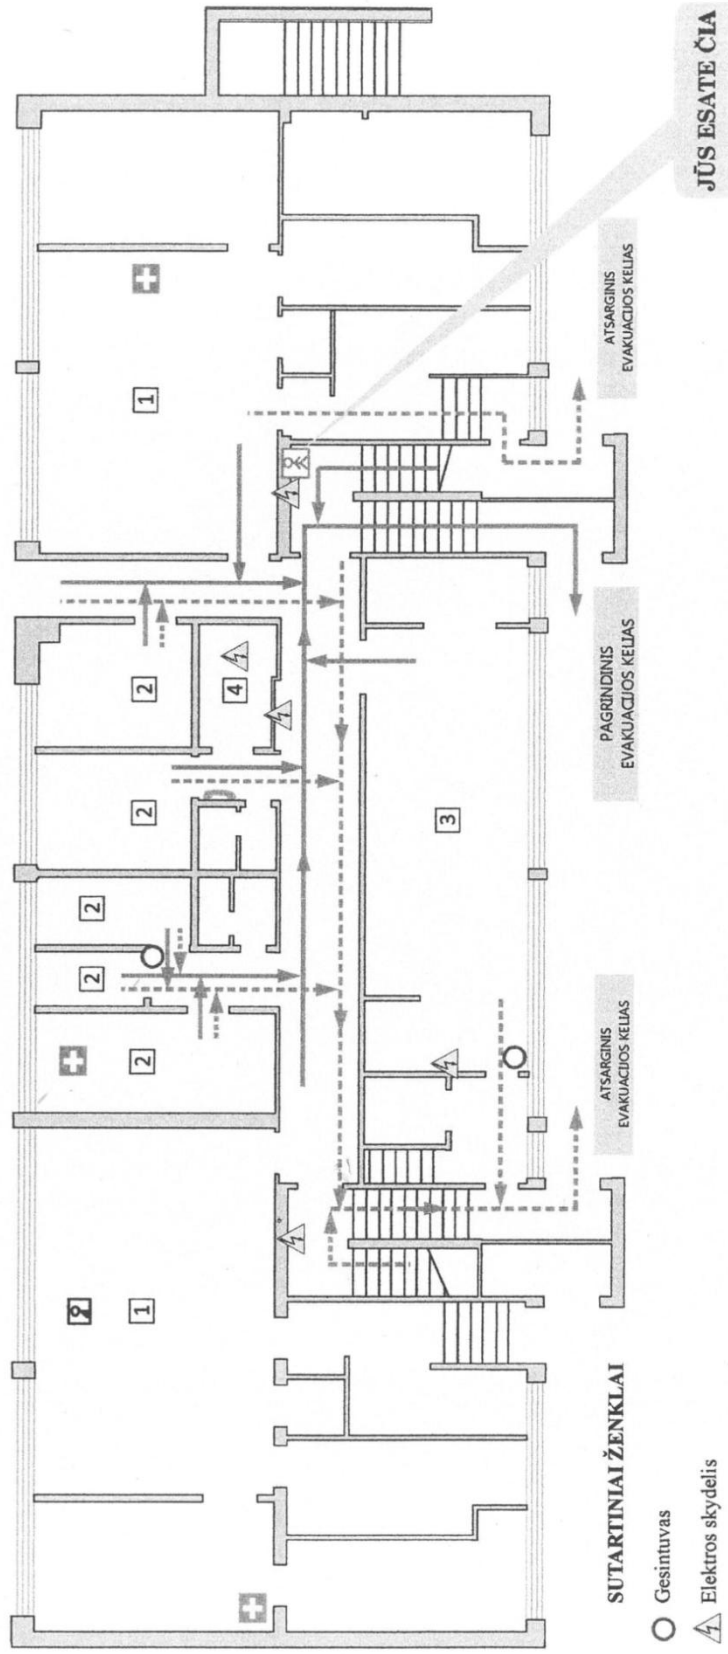 JŪS ESATE ČIA
1
2
4
2
2
2
2
3
1
ATSARGINIS
EVAKUACIJOS KELIAS
PAGRINDINIS
EVAKUACIJOS KELIAS
ATSARGINIS
EVAKUACIJOS KELIAS
SUTARTINIAI ŽENKLAI
Gesintuvas
Elektros skydelis